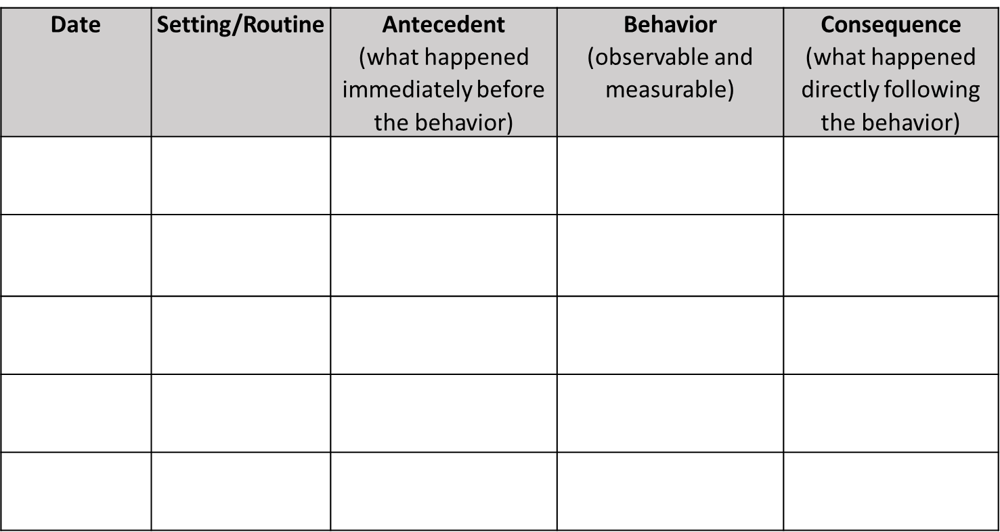 Date
Setting/Routine
Antecedent
(what happened
immediately before
the behavior)
Behavior
(observable and
measurable)
Consequence
(what happened
directly following
the behavior)